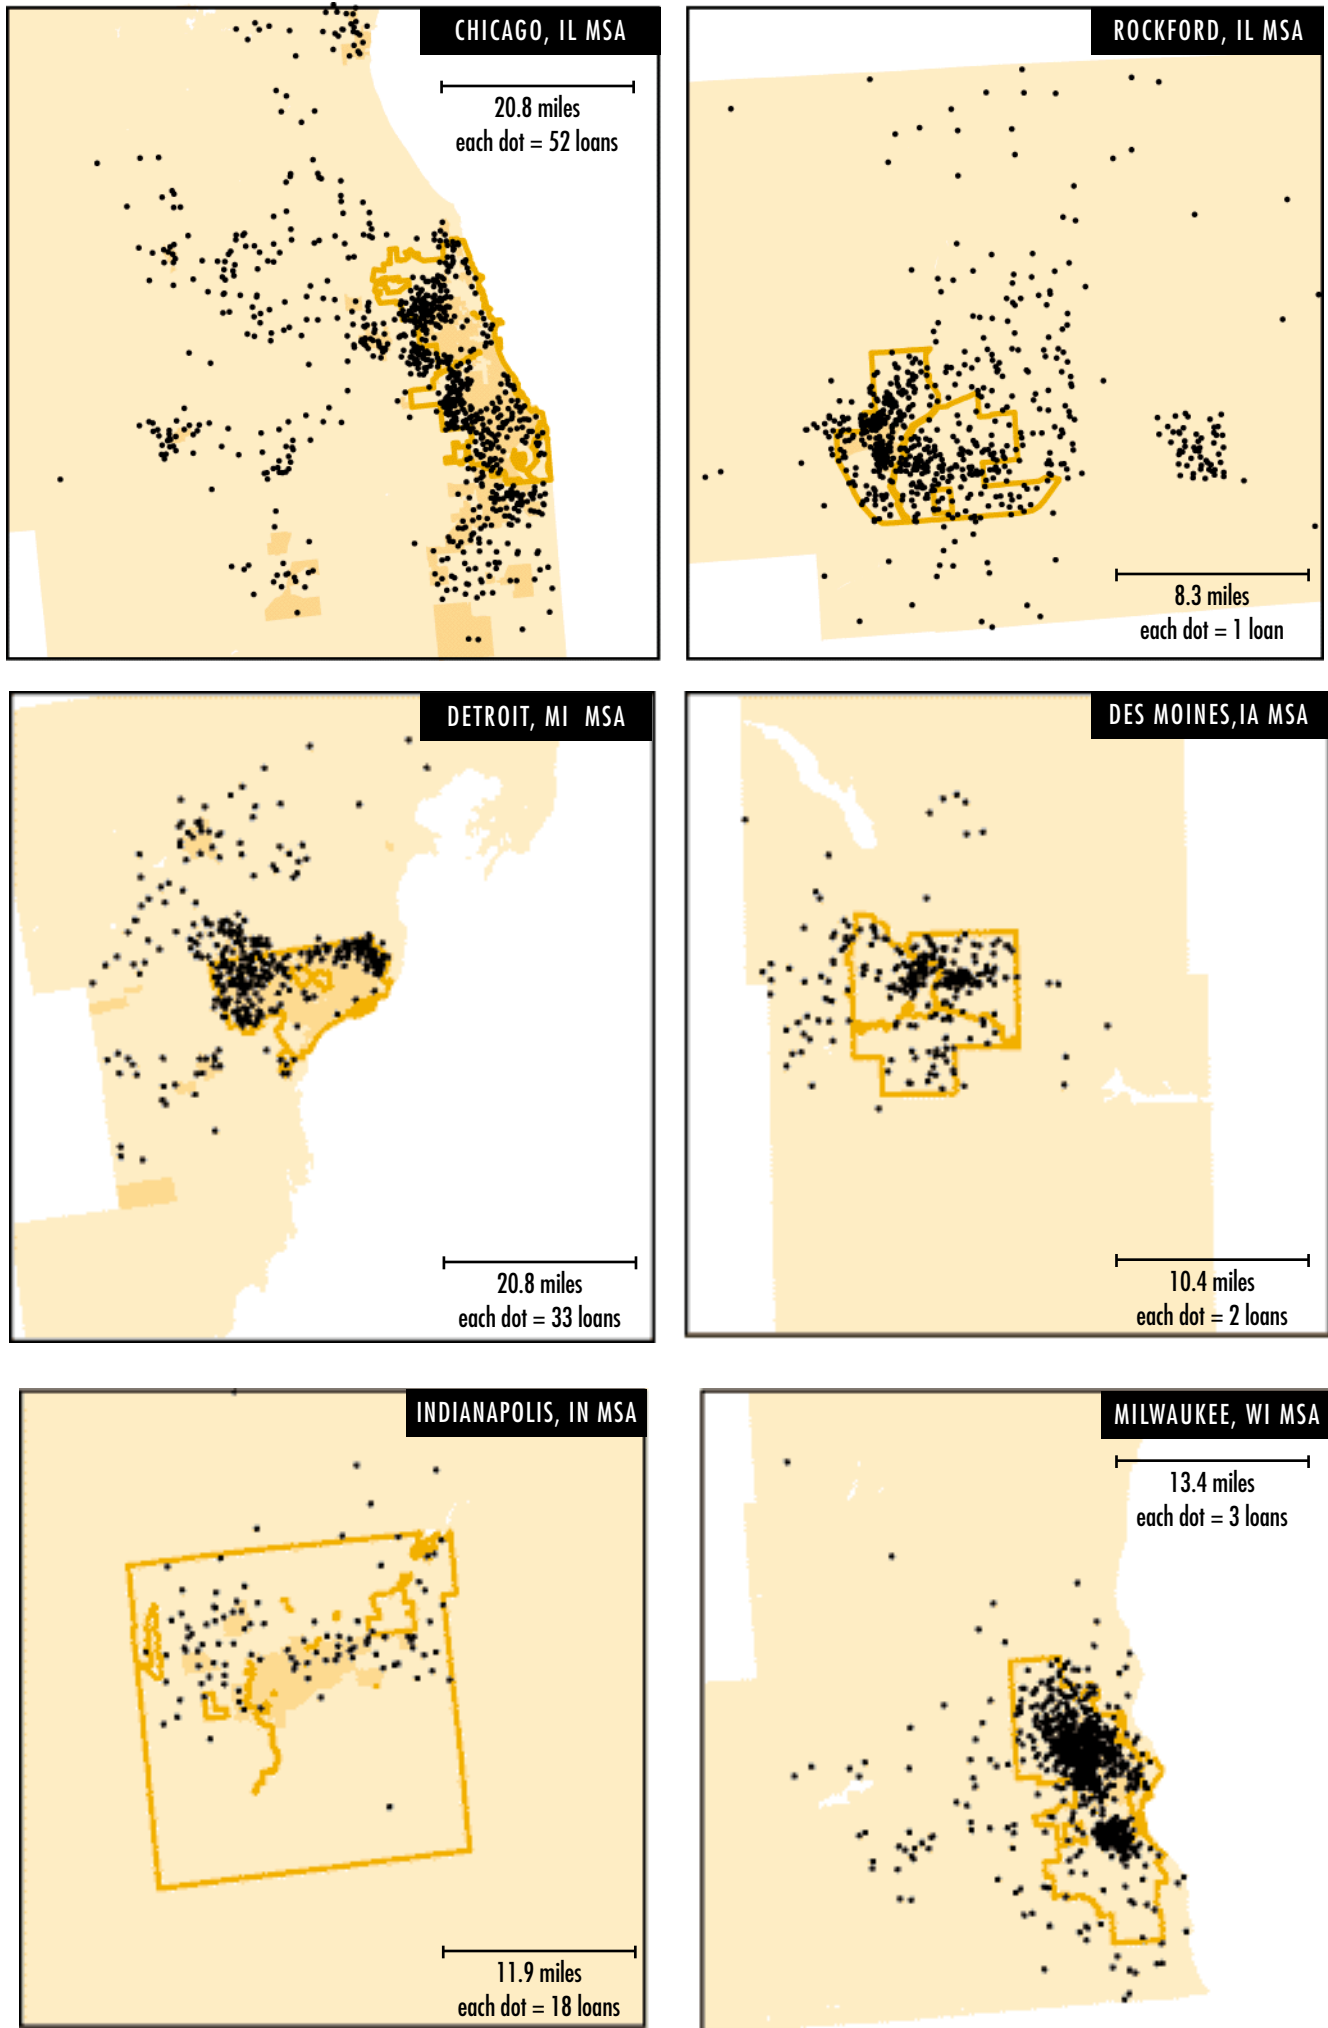 CHICAGO, IL MSA
20.8 miles
each dot = 52 loans
ROCKFORD, IL MSA
8.3 miles
each dot = 1 loan
DETROIT, MI MSA
20.8 miles
each dot = 33 loans
DES MOINES,IA MSA
10.4 miles
each dot = 2 loans
INDIANAPOLIS, IN MSA
11.9 miles
each dot = 18 loans
MILWAUKEE, WI MSA
13.4 miles
each dot = 3 loans